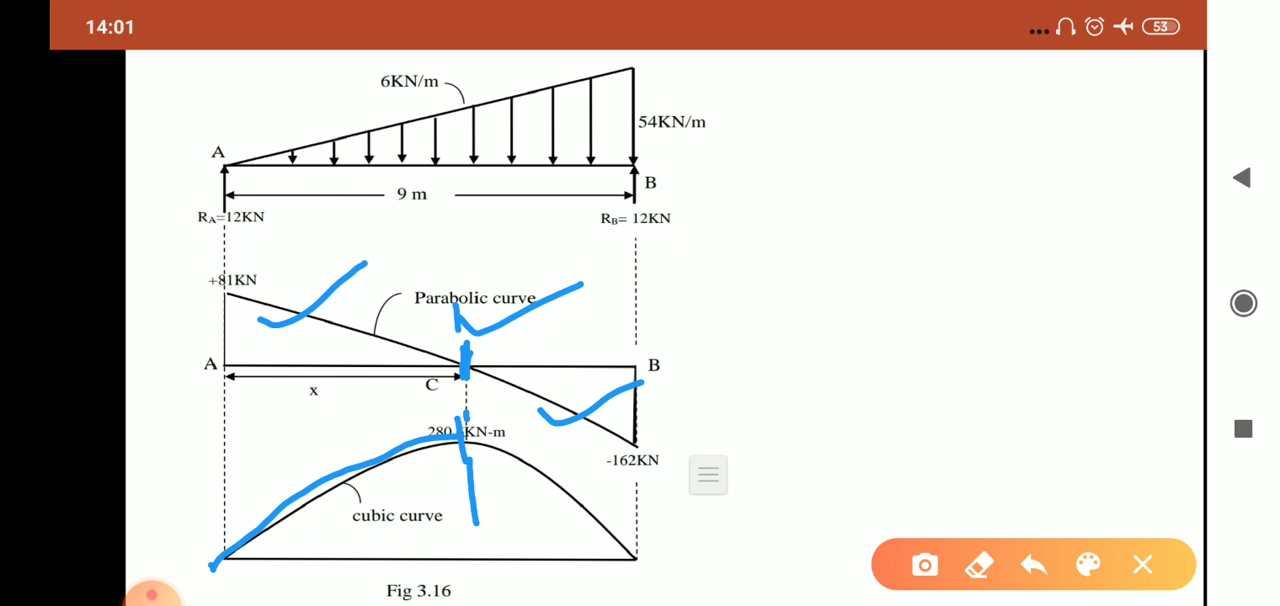 14:01
53
6KN/m
54KN/m
A
B
9 m
RA=12KN
RB= 12KN
+81KN
Parabolic curve
A
B
C
x
280 KN-m
-162KN
cubic curve
Fig 3.16